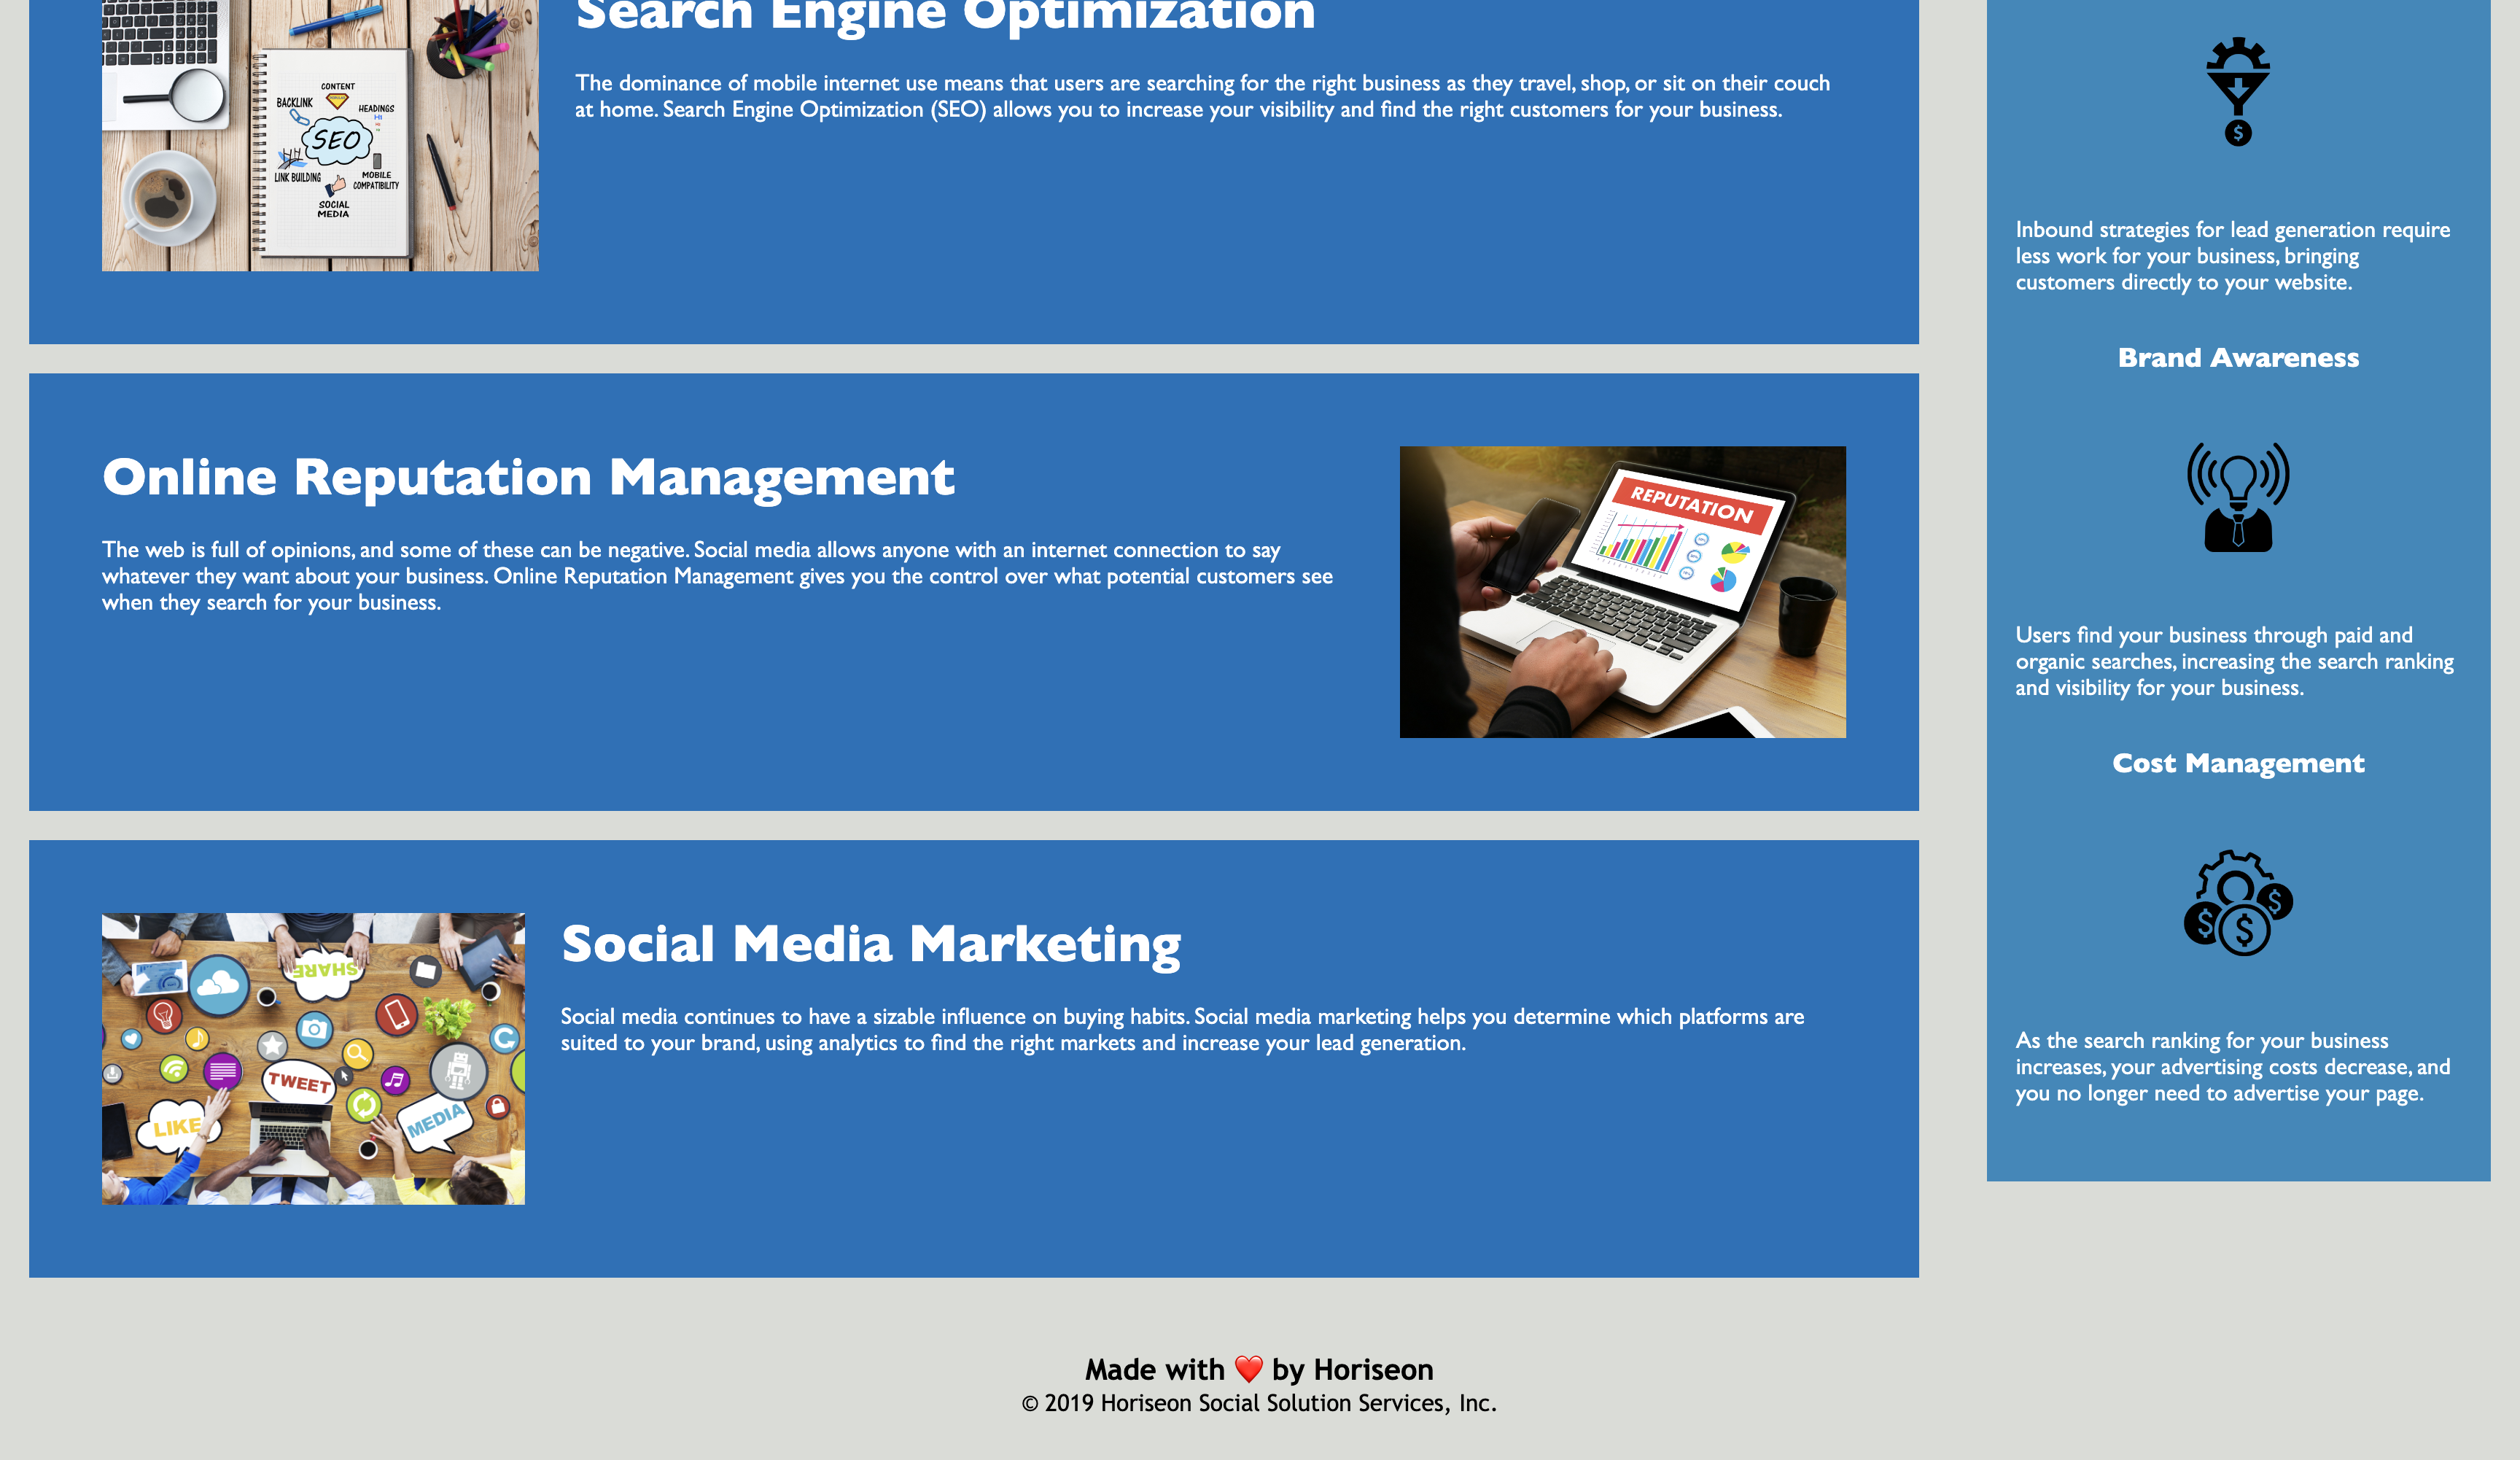 Search Engine Optimization
The dominance of mobile internet use means that users are searching for the right business as they travel, shop, or sit on their couch
at home. Search Engine Optimization (SEO) allows you to increase your visibility and find the right customers for your business.
CONTENT
BACKLINK
HEADINGS
H1
SEO
LINK BUILDING
MOBILE
COMPATIBILITY
SOCIAL
MEDIA
Online Reputation Management
The web is full of opinions, and some of these can be negative. Social media allows anyone with an internet connection to say
whatever they want about your business. Online Reputation Management gives you the control over what potential customers see
when they search for your business.
REPUTATION
Social Media Marketing
Social media continues to have a sizable influence on buying habits. Social media marketing helps you determine which platforms are
suited to your brand, using analytics to find the right markets and increase your lead generation.
SHARE
TWEET
LIKE
MEDIA
$
Inbound strategies for lead generation require
less work for your business, bringing
customers directly to your website.
Brand Awareness
Users find your business through paid and
organic searches, increasing the search ranking
and visibility for your business.
Cost Management
$ $ $
As the search ranking for your business
increases, your advertising costs decrease, and
you no longer need to advertise your page.
Made with ❤️ by Horiseon
© 2019 Horiseon Social Solution Services, Inc.